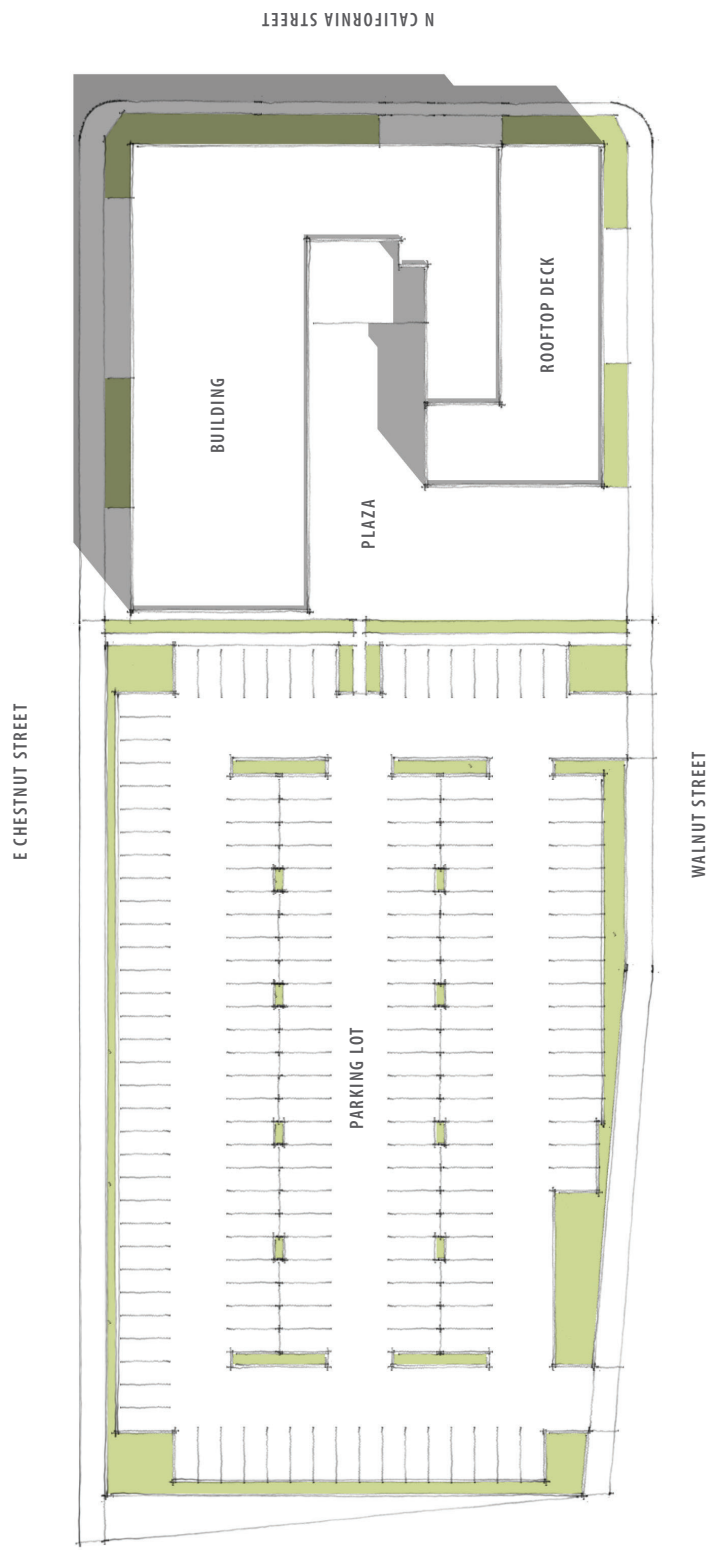 N CALIFORNIA STREET
ROOFTOP DECK
BUILDING
PLAZA
E CHESTNUT STREET
WALNUT STREET
PARKING LOT